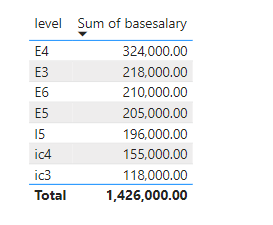 level Sum of basesalary
E4 324,000.00
E3 218,000.00
E6 210,000.00
E5 205,000.00
I5 196,000.00
ic4 155,000.00
ic3 118,000.00
Total 1,426,000.00